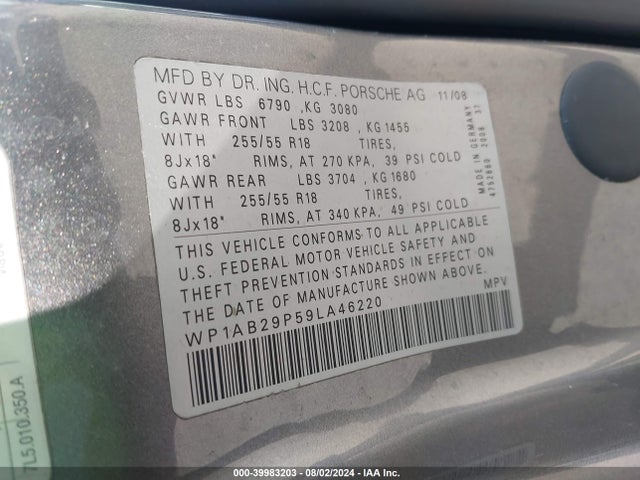 MFD BY DR. ING. H.C.F. PORSCHE AG 11/08
GVWR LBS 6790 , KG 3080
GAWR FRONT LBS 3208 , KG 1455
WITH 255/55 R18 TIRES,
8Jx18" RIMS, AT 270 KPA, 39 PSI COLD
GAWR REAR LBS 3704 , KG 1680
WITH 255/55 R18 TIRES,
8Jx18" RIMS, AT 340 KPA, 49 PSI COLD
THIS VEHICLE CONFORMS TO ALL APPLICABLE
U.S. FEDERAL MOTOR VEHICLE SAFETY AND
THEFT PREVENTION STANDARDS IN EFFECT ON
THE DATE OF MANUFACTURE SHOWN ABOVE.
WP1AB29P59LA46220 MPV
MADE IN GERMANY
4752660 2008 37
7L5.010.350.A
000-39983203 - 08/02/2024 - IAA Inc.